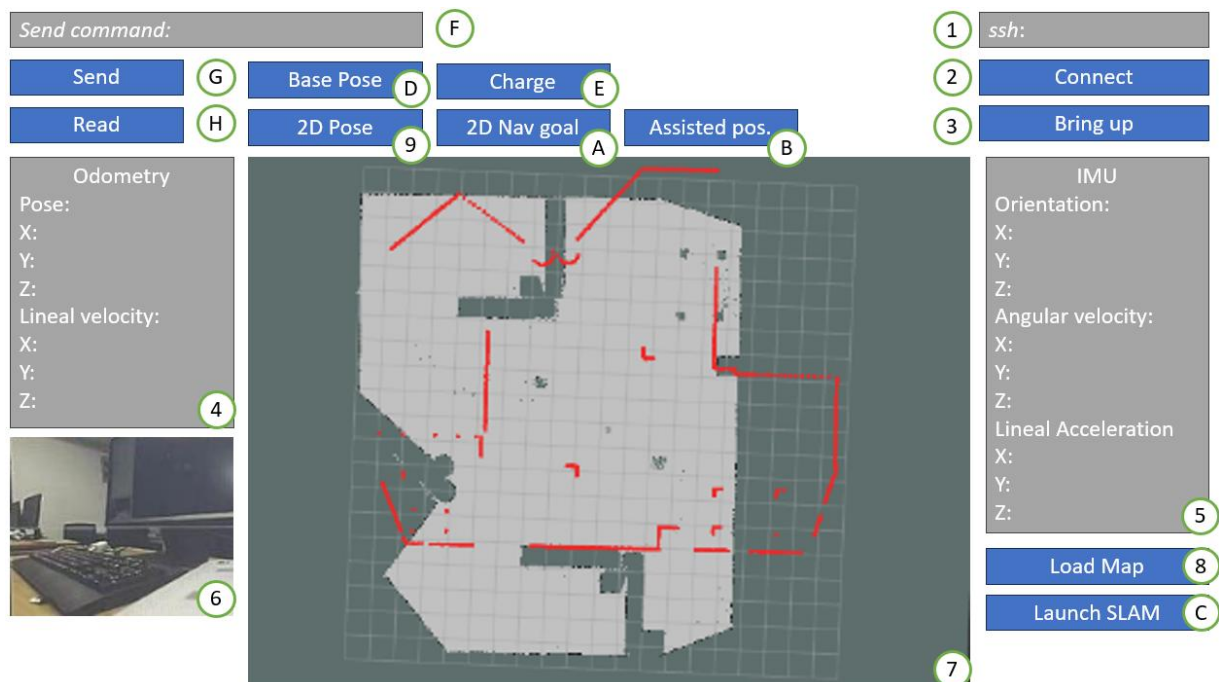 Send command:
F
1
ssh:
Send
G
Base Pose
D
Charge
E
2
Connect
Read
H
2D Pose
9
2D Nav goal
A
Assisted pos.
B
3
Bring up
Odometry
Pose:
X:
Y:
Z:
Lineal velocity:
X:
Y:
Z:
4
6
7
IMU
Orientation:
X:
Y:
Z:
Angular velocity:
X:
Y:
Z:
Lineal Acceleration
X:
Y:
Z:
5
Load Map
8
Launch SLAM
C